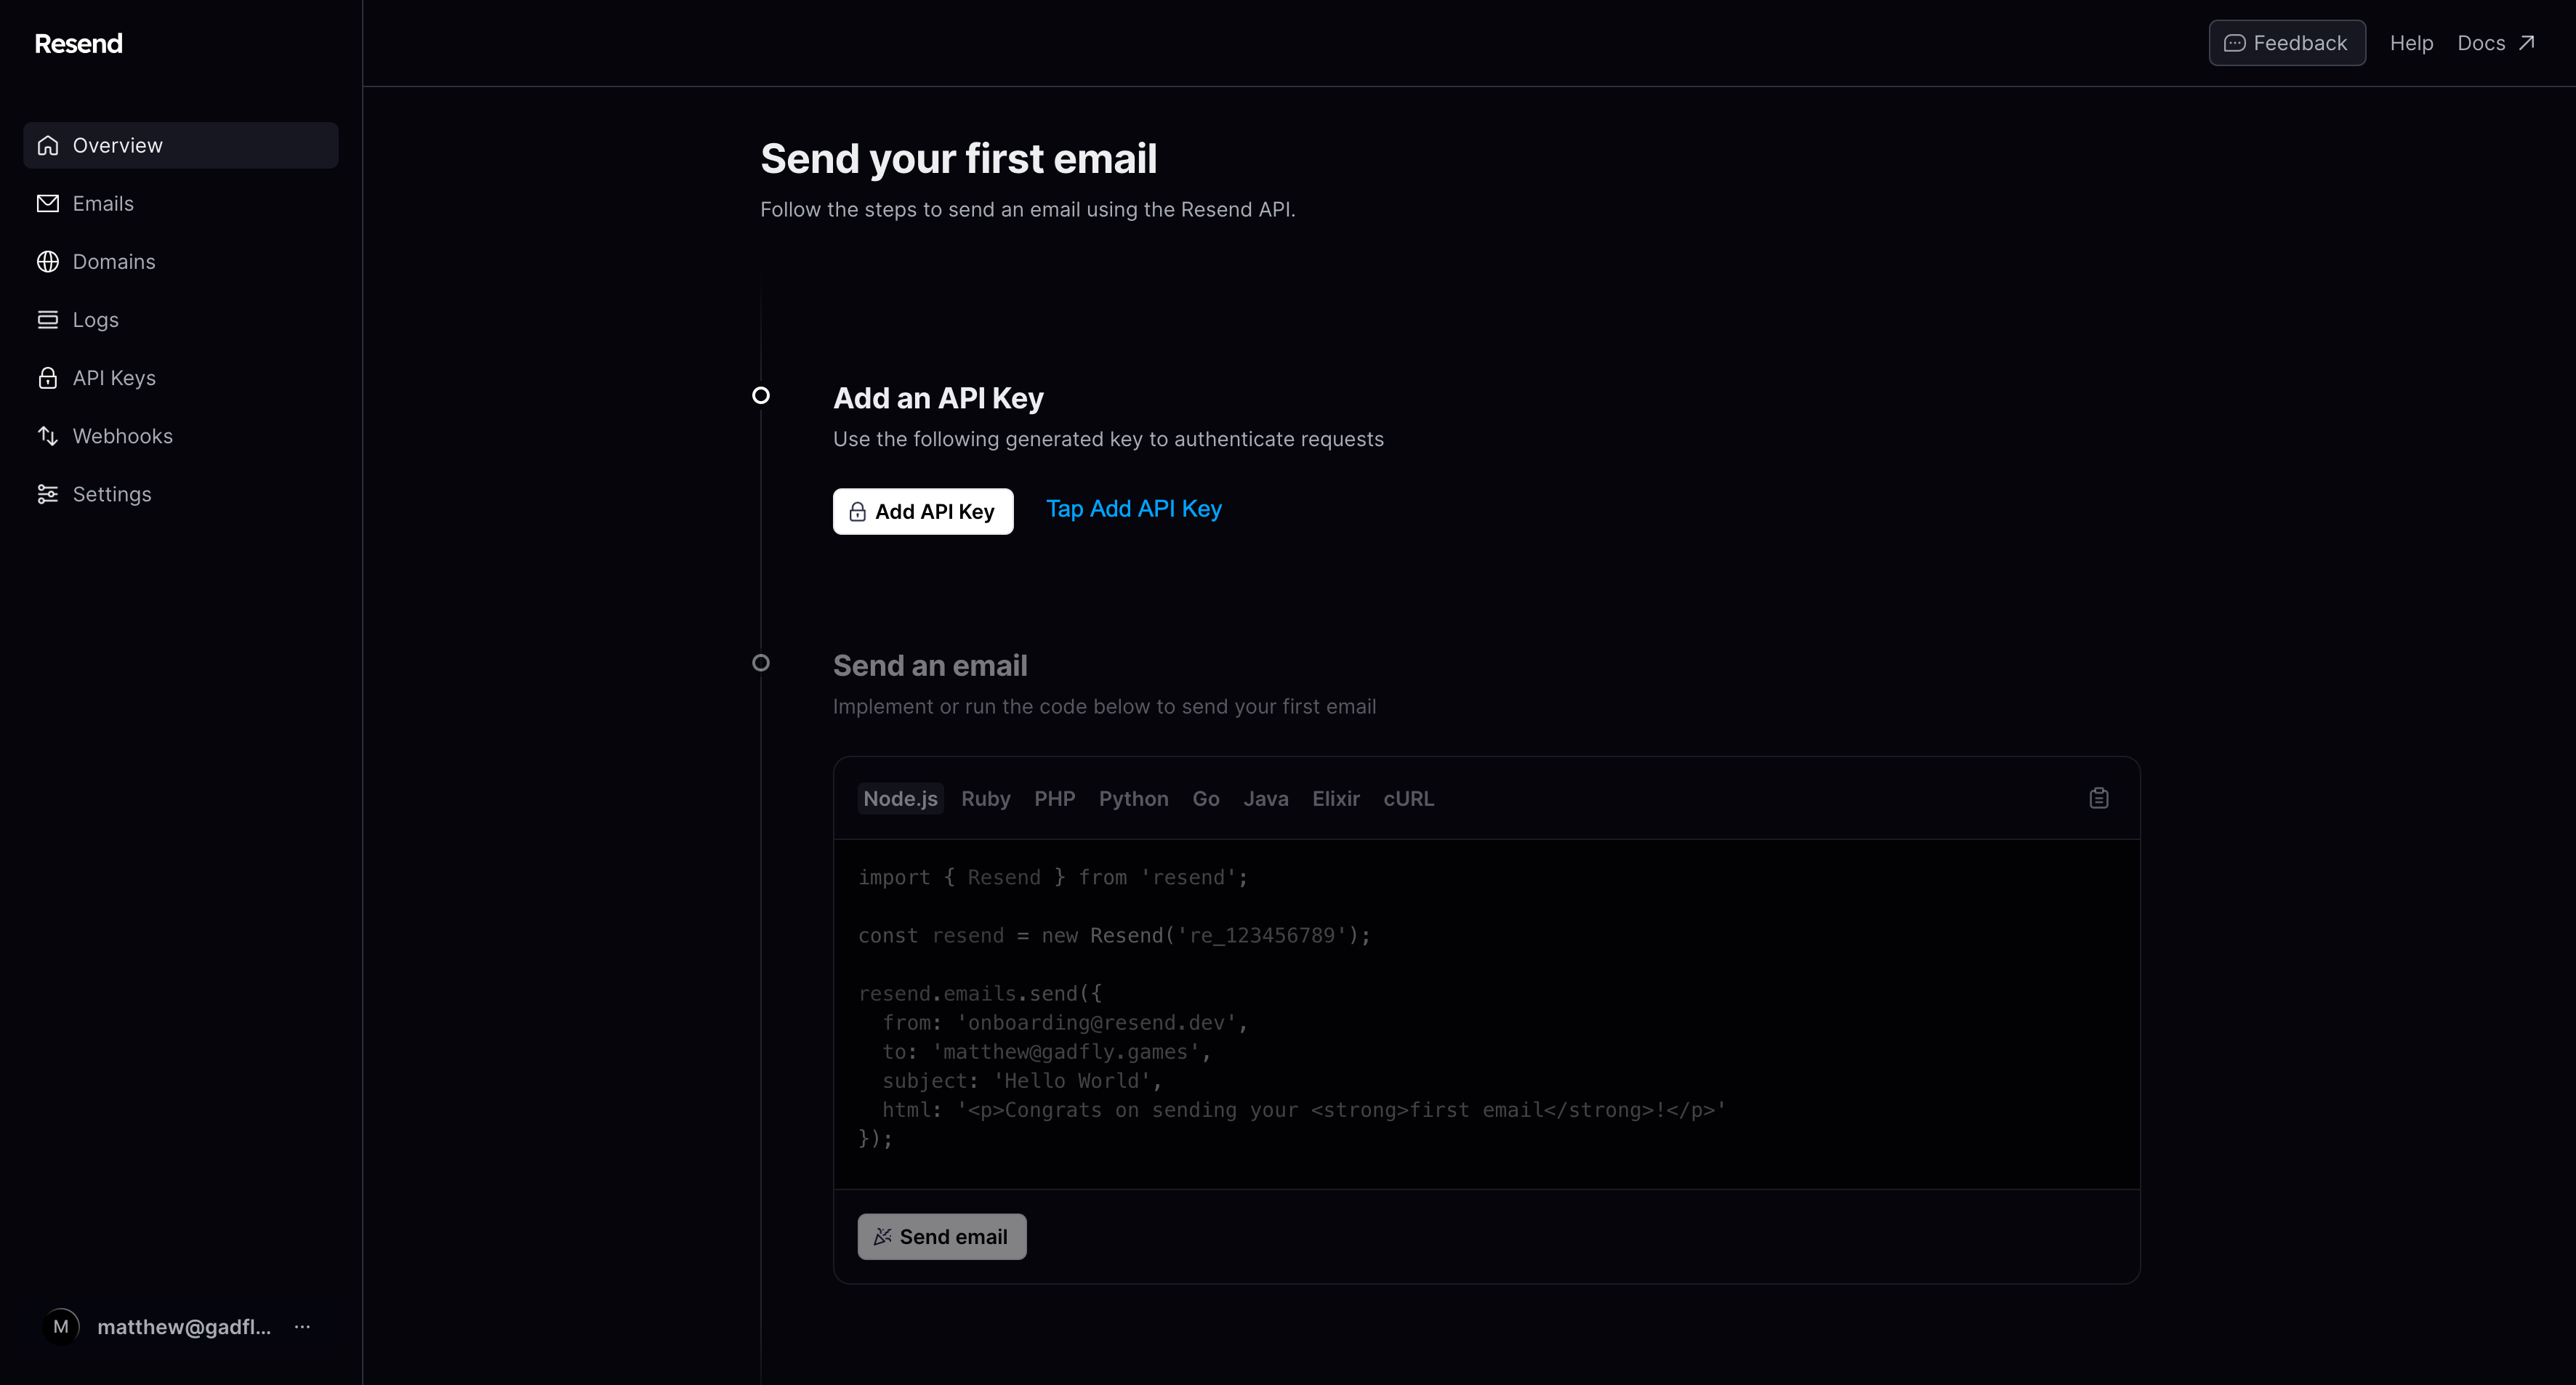 Resend
Feedback
Help
Docs
Overview
Emails
Domains
Logs
API Keys
Webhooks
Settings
Send your first email
Follow the steps to send an email using the Resend API.
Add an API Key
Use the following generated key to authenticate requests
Add API Key
Tap Add API Key
Send an email
Implement or run the code below to send your first email
Node.js Ruby PHP Python Go Java Elixir cURL
import { Resend } from 'resend';
const resend = new Resend('re_123456789');
resend.emails.send({
  from: 'onboarding@resend.dev',
  to: 'matthew@gadfly.games',
  subject: 'Hello World',
  html: '<p>Congrats on sending your <strong>first email</strong>!</p>'
});
Send email
M
matthew@gadfl...